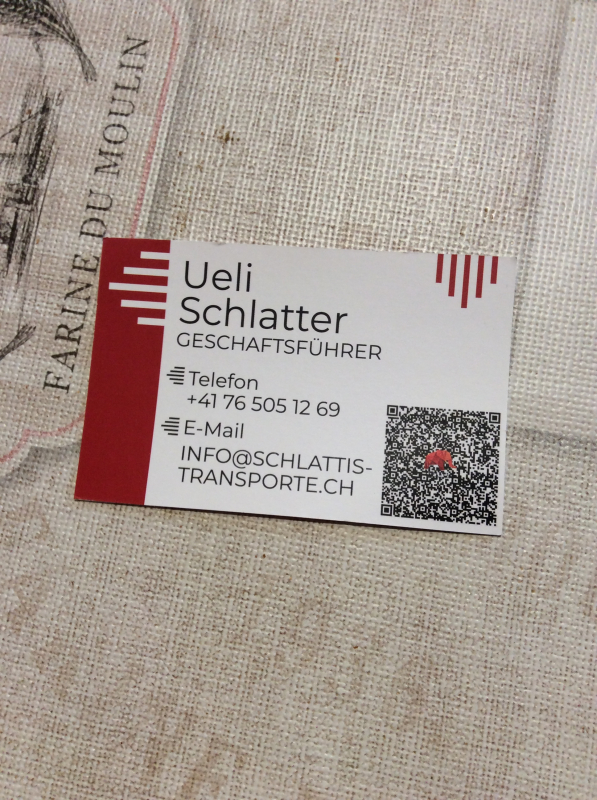 FARINE DU MOULIN
Ueli
Schlatter
GESCHAFTSFÜHRER
Telefon
+41 76 505 12 69
E-Mail
INFO@SCHLATTIS-
TRANSPORTE.CH